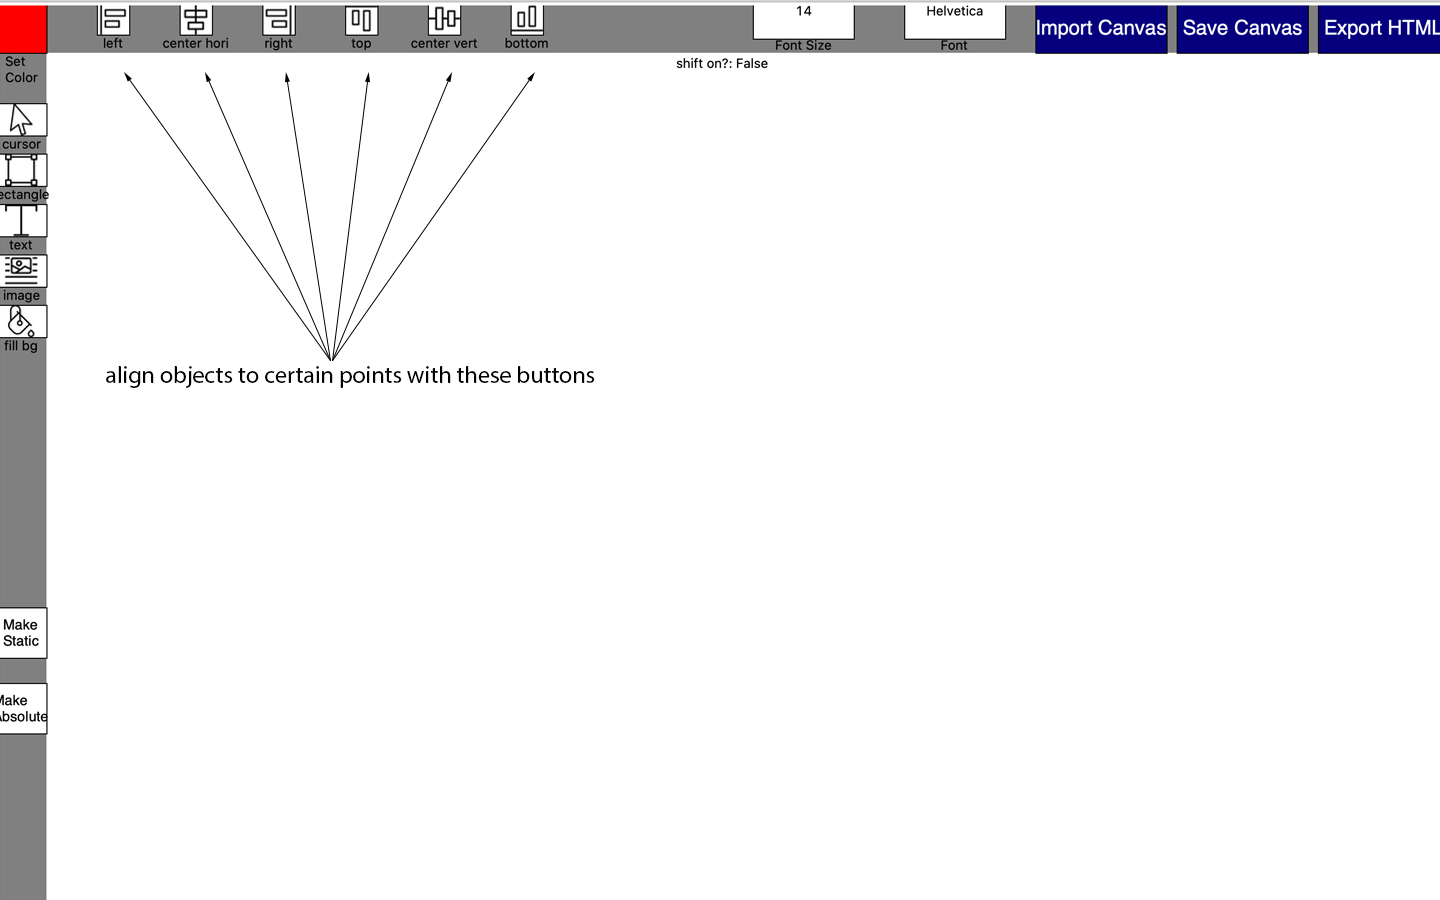 left
center hori
right
top
center vert
bottom
14
Font Size
Helvetica
Font
Import Canvas
Save Canvas
Export HTML
shift on?: False
Set
Color
cursor
ectangle
text
image
fill bg
align objects to certain points with these buttons
Make
Static
Make
Absolute